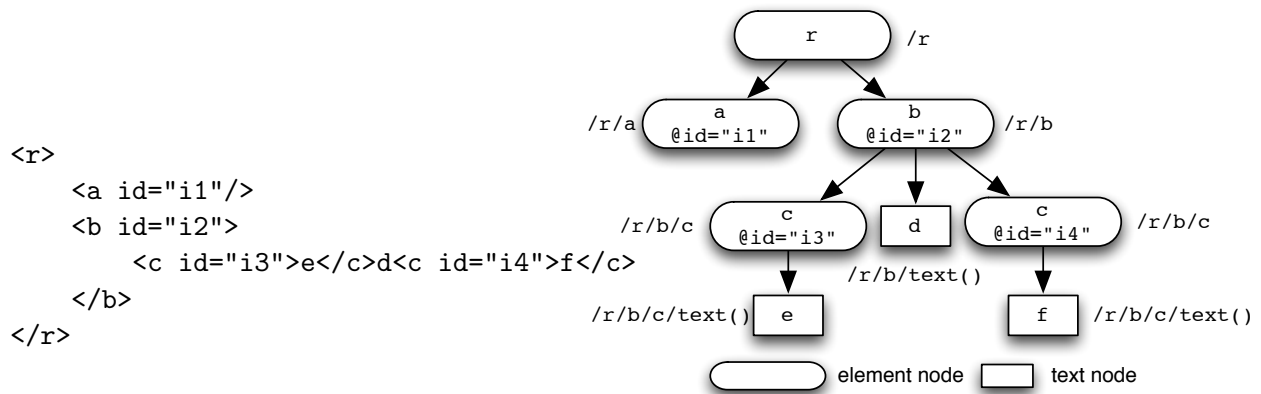 <r>
<a id="i1"/>
<b id="i2">
<c id="i3">e</c>d<c id="i4">f</c>
</b>
</r>
r
/r
/r/a
a
@id="i1"
b
@id="i2"
/r/b
/r/b/c
c
@id="i3"
d
/r/b/text()
c
@id="i4"
/r/b/c
/r/b/c/text()
e
f
/r/b/c/text()
element node
text node